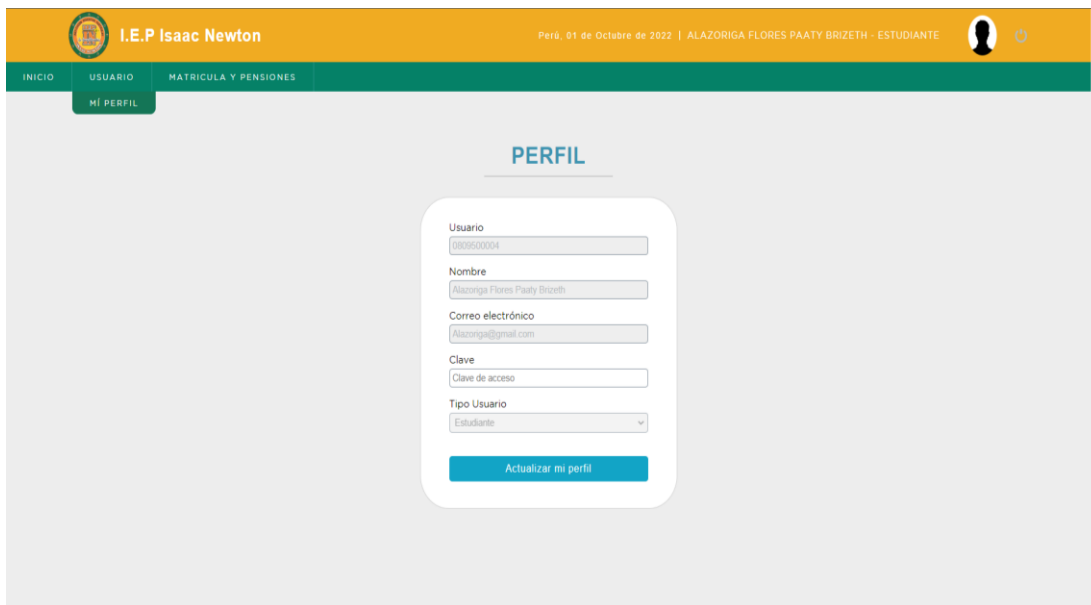 I.E.P Isaac Newton
Perú, 01 de Octubre de 2022 | ALAZORIGA FLORES PAATY BRIZETH - ESTUDIANTE
INICIO USUARIO MATRICULA Y PENSIONES
MÍ PERFIL
PERFIL
Usuario
0809500004
Nombre
Alazoriga Flores Paaty Brizeth
Correo electrónico
Alazoriga@gmail.com
Clave
Clave de acceso
Tipo Usuario
Estudiante
Actualizar mi perfil